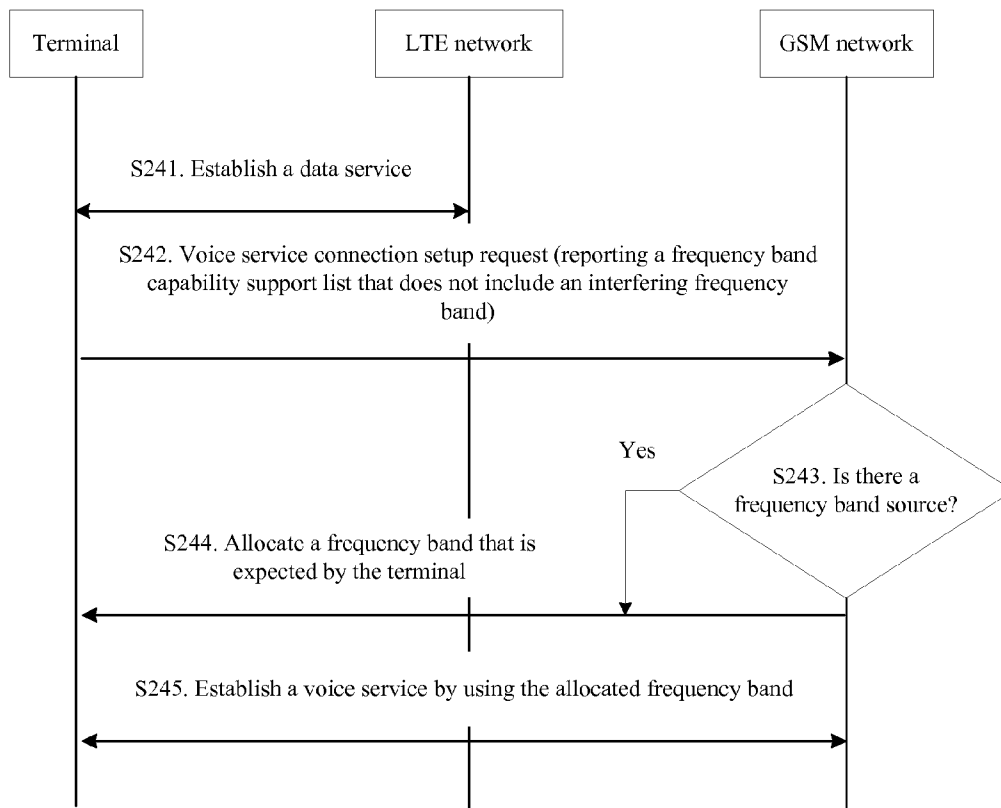 Terminal
LTE network
GSM network
S241. Establish a data service
S242. Voice service connection setup request (reporting a frequency band
capability support list that does not include an interfering frequency
band)
Yes
S243. Is there a
frequency band source?
S244. Allocate a frequency band that is
expected by the terminal
S245. Establish a voice service by using the allocated frequency band